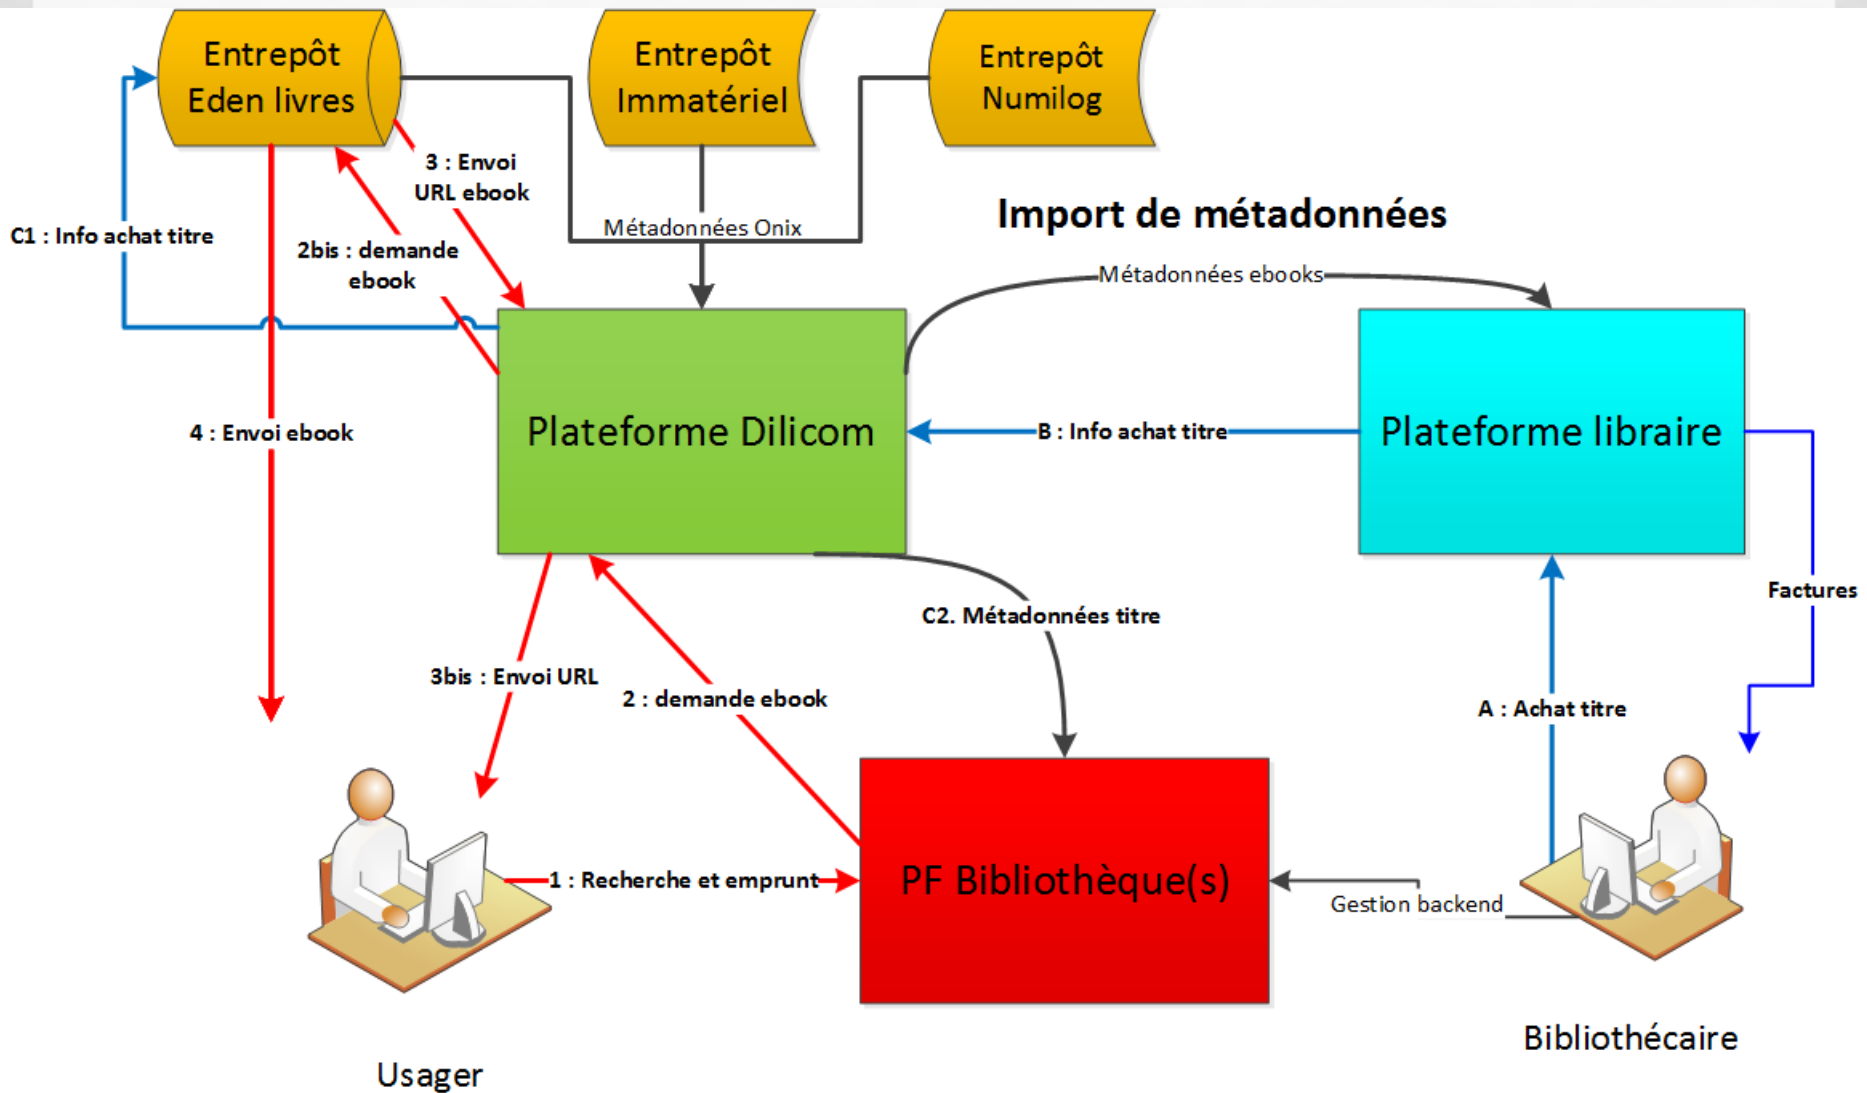 Entrepôt
Eden livres
Entrepôt
Immatériel
Entrepôt
Numilog
3 : Envoi
URL ebook
C1 : Info achat titre
2bis : demande
ebook
Métadonnées Onix
Import de métadonnées
Métadonnées ebooks
4 : Envoi ebook
Plateforme Dilicom
B : Info achat titre
Plateforme libraire
Factures
C2. Métadonnées titre
3bis : Envoi URL
2 : demande ebook
A : Achat titre
1 : Recherche et emprunt
PF Bibliothèque(s)
Gestion backend
Bibliothécaire
Usager